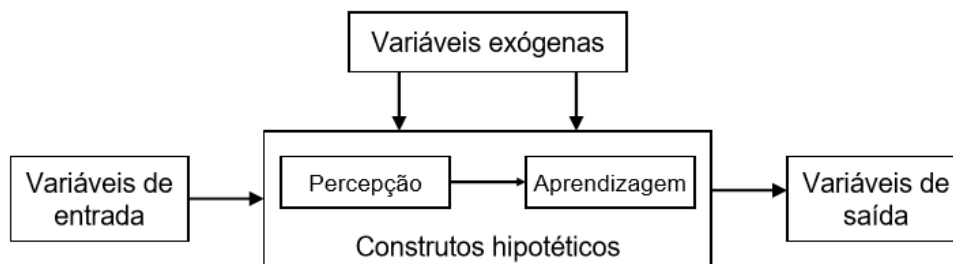 Variáveis exógenas
Variáveis de
entrada
Percepção
Aprendizagem
Construtos hipotéticos
Variáveis de
saída